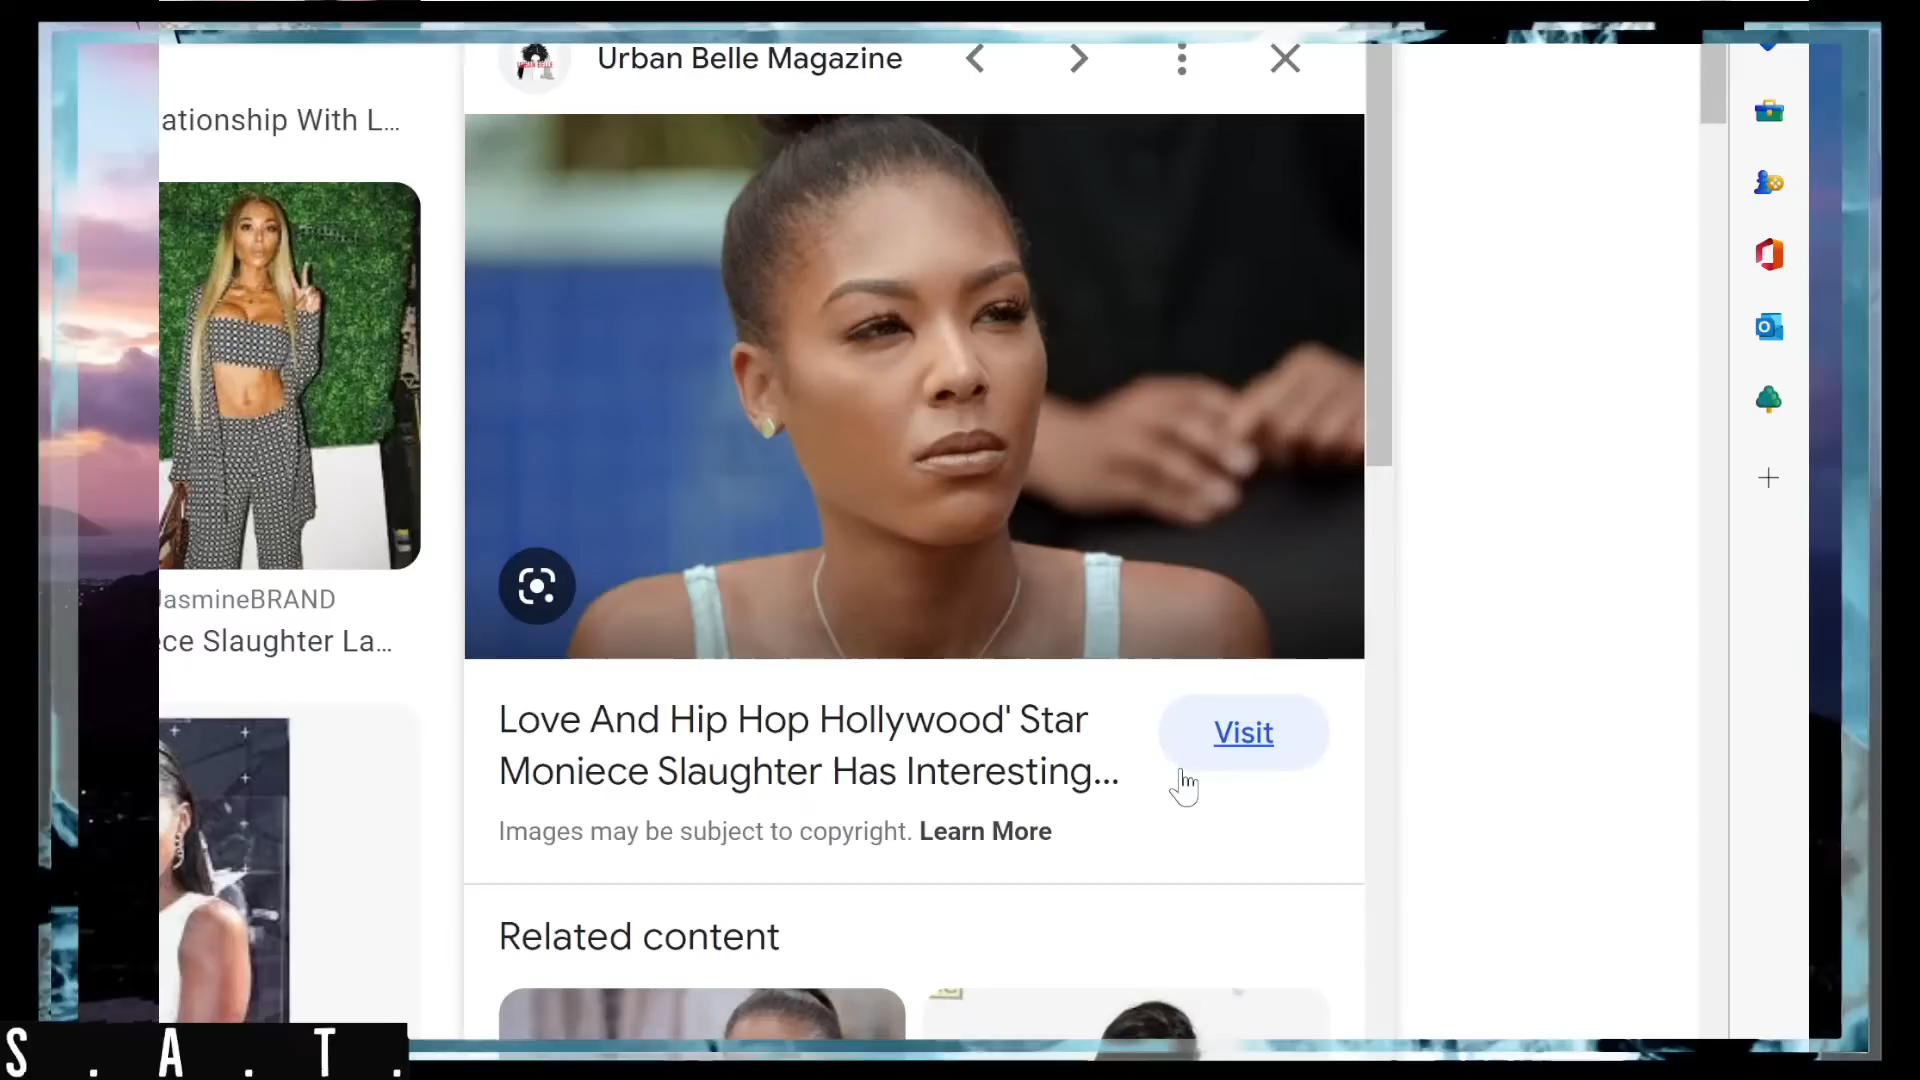 Urban Belle Magazine
ationship With L...
JasmineBRAND
ce Slaughter La...
Love And Hip Hop Hollywood' Star
Moniece Slaughter Has Interesting...
Visit
Images may be subject to copyright. Learn More
Related content
S . A . T .